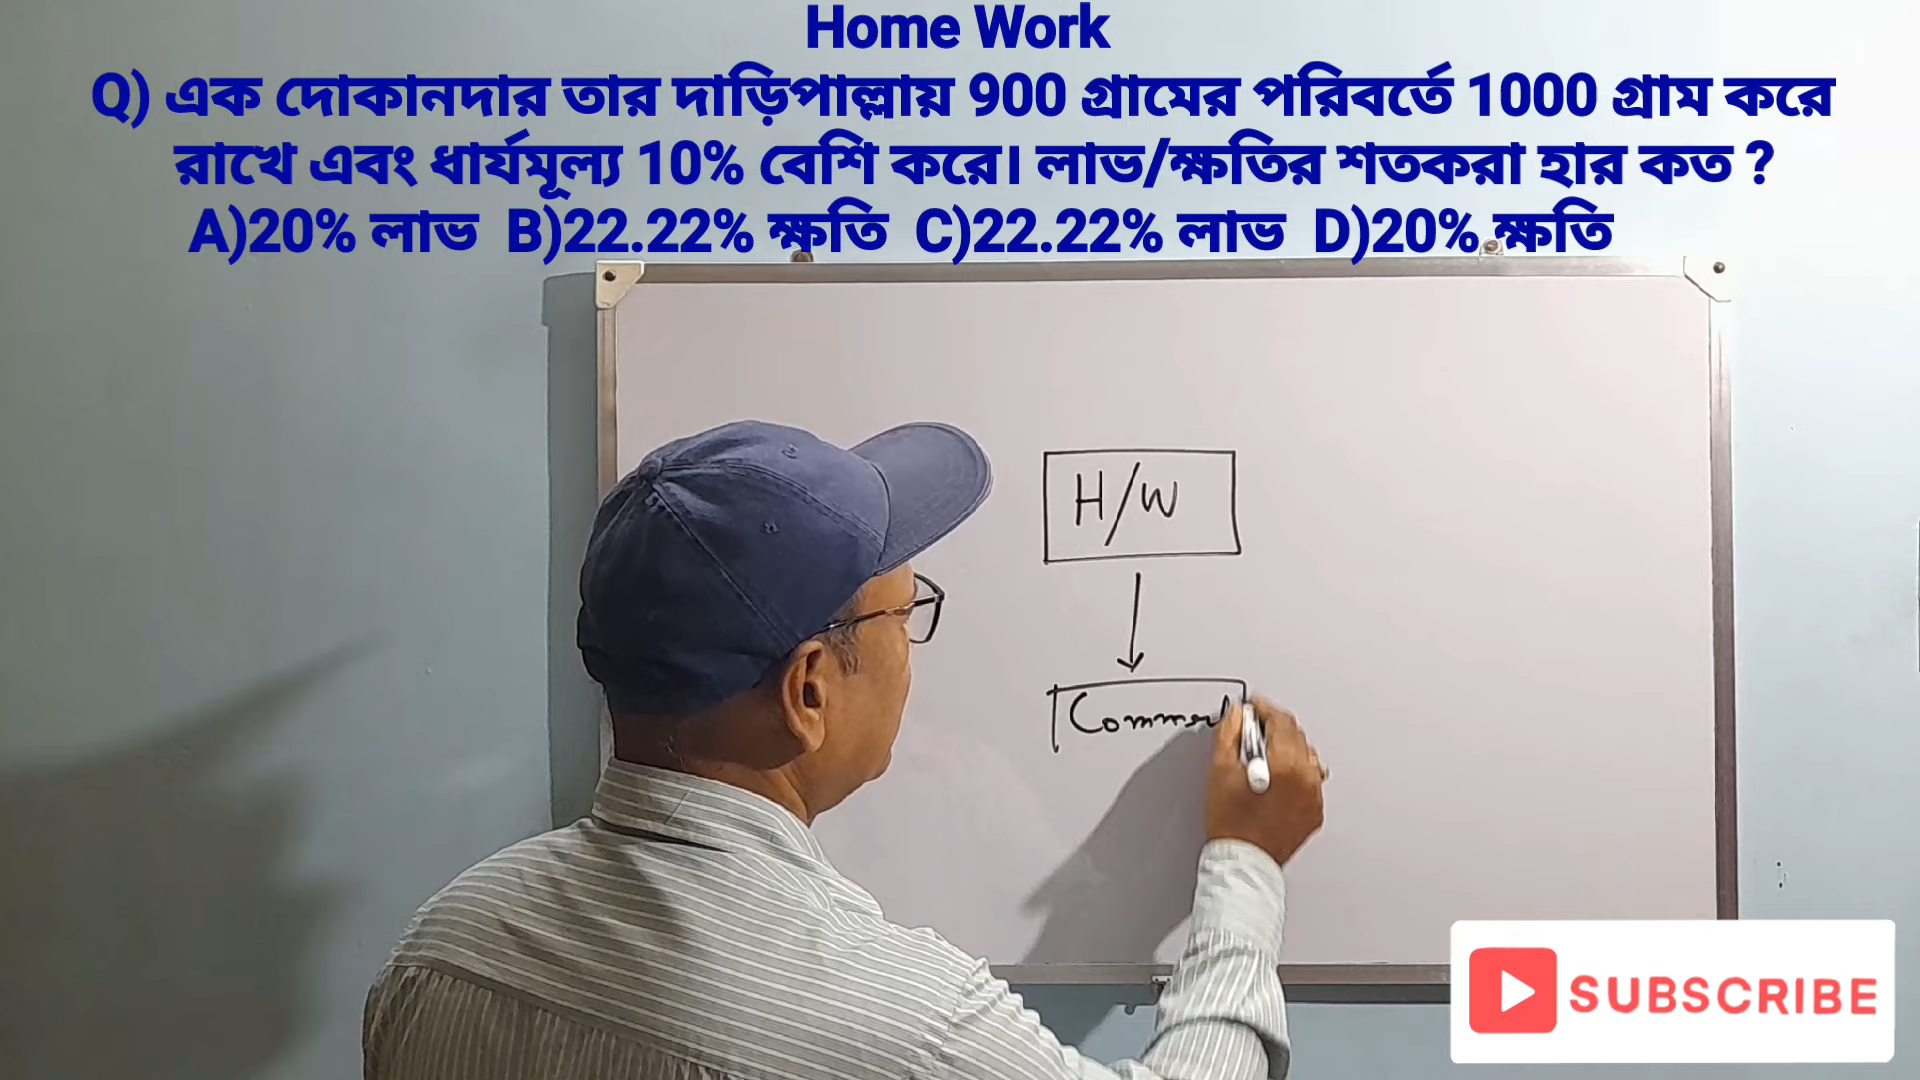 Home Work
Q) এক দোকানদার তার দাড়িপাল্লায় 900 গ্রামের পরিবর্তে 1000 গ্রাম করে
রাখে এবং ধার্যমূল্য 10% বেশি করে। লাভ/ক্ষতির শতকরা হার কত ?
A)20% লাভ B)22.22% ক্ষতি C)22.22% লাভ D)20% ক্ষতি
H/W
Comment
SUBSCRIBE